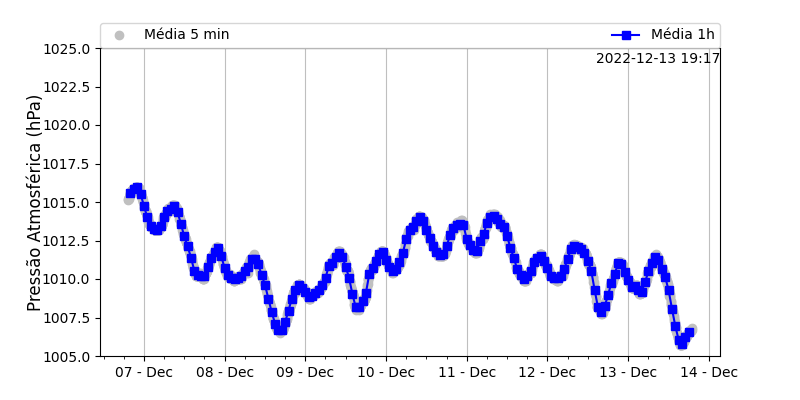 Média 5 min
Média 1h
2022-12-13 19:17
Pressão Atmosférica (hPa)
1025.0
1022.5
1020.0
1017.5
1015.0
1012.5
1010.0
1007.5
1005.0
07 - Dec 08 - Dec 09 - Dec 10 - Dec 11 - Dec 12 - Dec 13 - Dec 14 - Dec